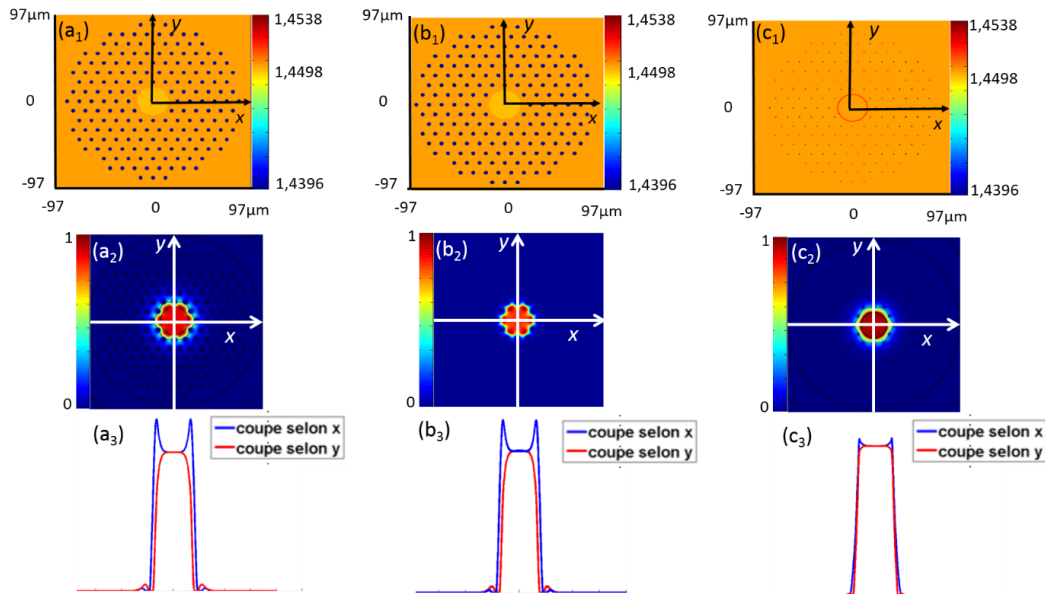 97µm
(a₁)
y
1,4538
1,4498
0
x
-97
1,4396
-97
0
97µm
97µm
(b₁)
y
1,4538
1,4498
0
x
-97
1,4396
-97
0
97µm
97µm
(c₁)
y
1,4538
1,4498
0
x
-97
1,4396
-97
0
97µm
1
(a₂)
y
x
0
1
(b₂)
y
x
0
1
(c₂)
y
x
0
(a₃)
coupe selon x
coupe selon y
(b₃)
coupe selon x
coupe selon y
(c₃)
coupe selon x
coupe selon y